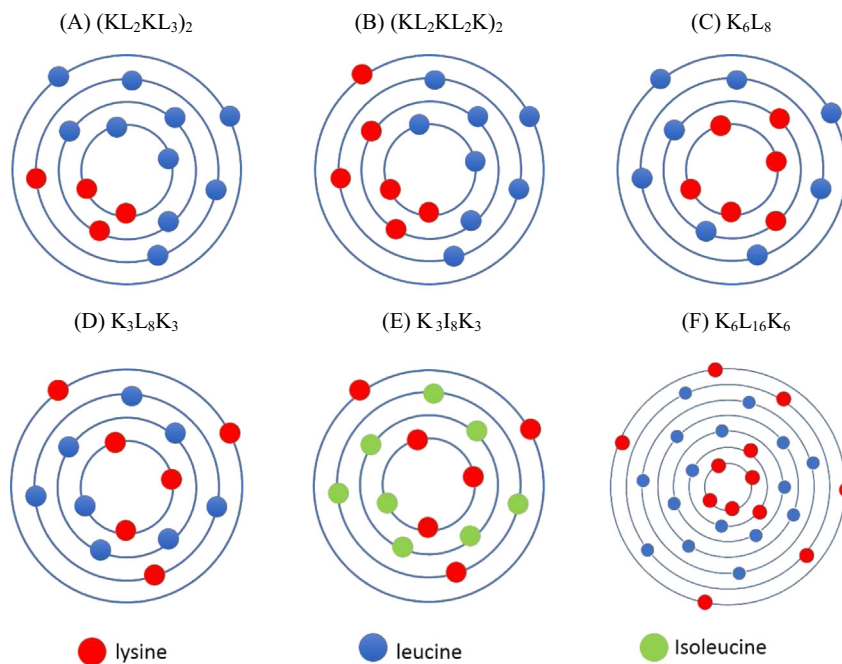 (A) (KL₂KL₃)₂ (B) (KL₂KL₂K)₂ (C) K₆L₈
(D) K₃L₈K₃ (E) K₃I₈K₃ (F) K₆L₁₆K₆
lysine leucine Isoleucine